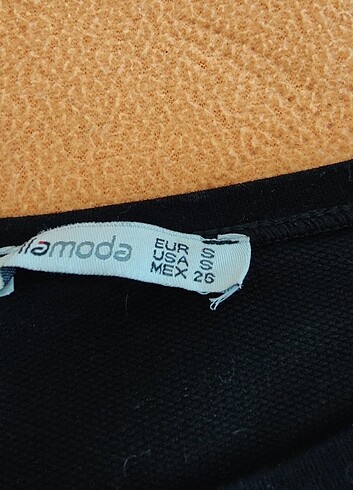 lamoda
EUR S
USA S
MEX 26